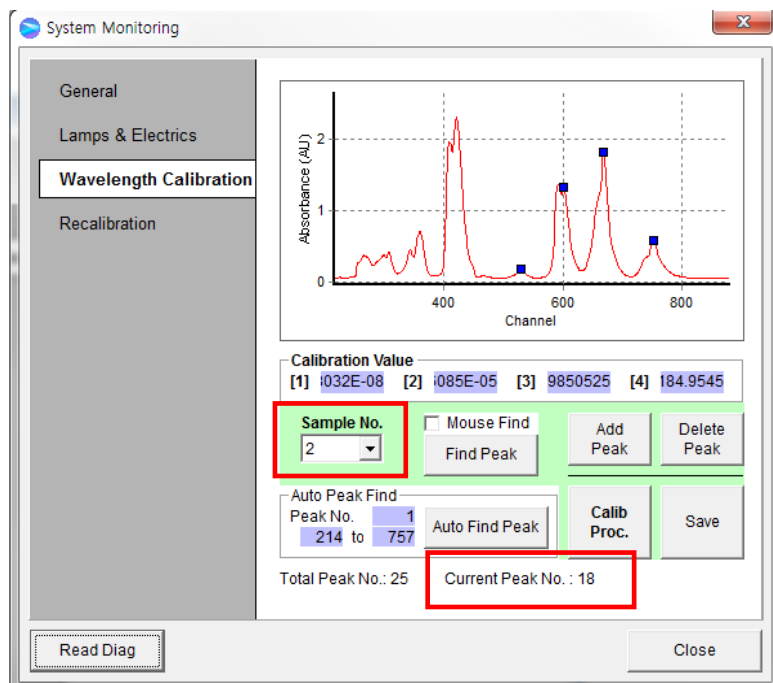 System Monitoring
General
Lamps & Electrics
Wavelength Calibration
Recalibration
Absorbance (AU)
2
1
0
400 600 800
Channel
Calibration Value
[1] 032E-08 [2] 085E-05 [3] 9850525 [4] 184.9545
Sample No.
2
Mouse Find
Find Peak
Add Peak
Delete Peak
Auto Peak Find
Peak No. 1
214 to 757
Auto Find Peak
Calib Proc.
Save
Total Peak No.: 25 Current Peak No. : 18
Read Diag
Close